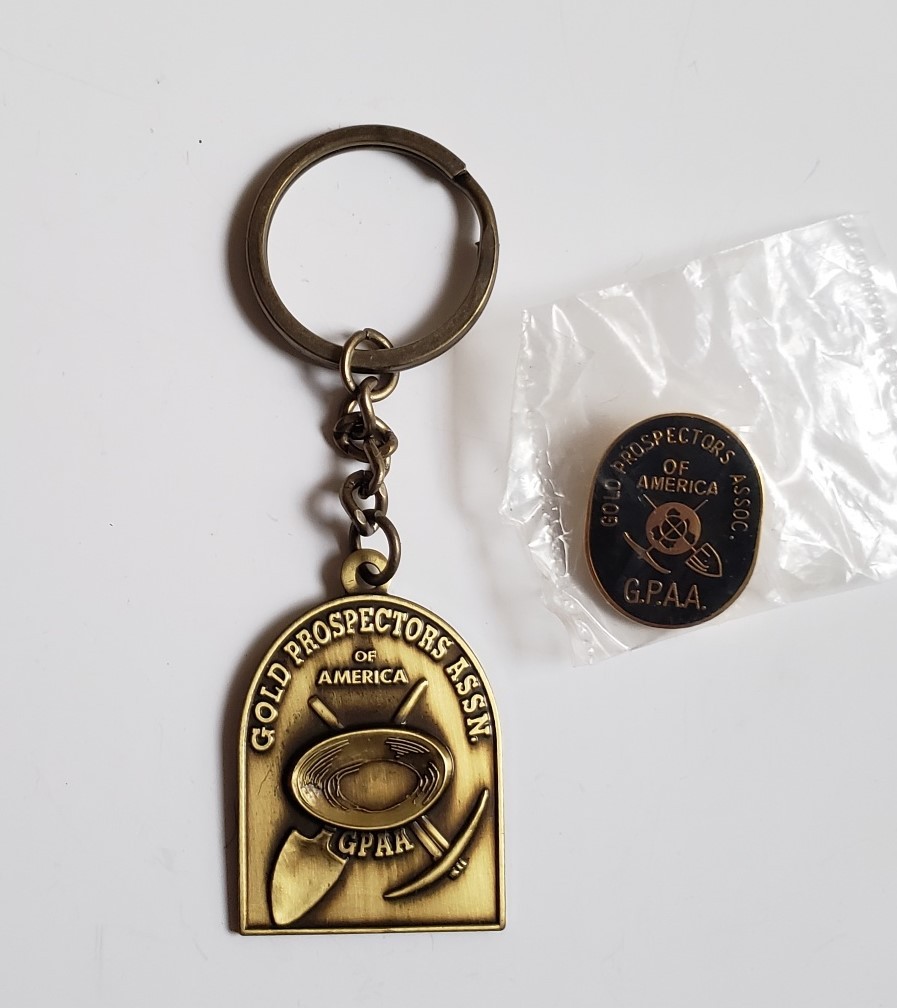 GOLD PROSPECTORS ASSN.
OF
AMERICA
GPAA
GOLD PROSPECTORS ASSOC.
OF
AMERICA
G.P.A.A.